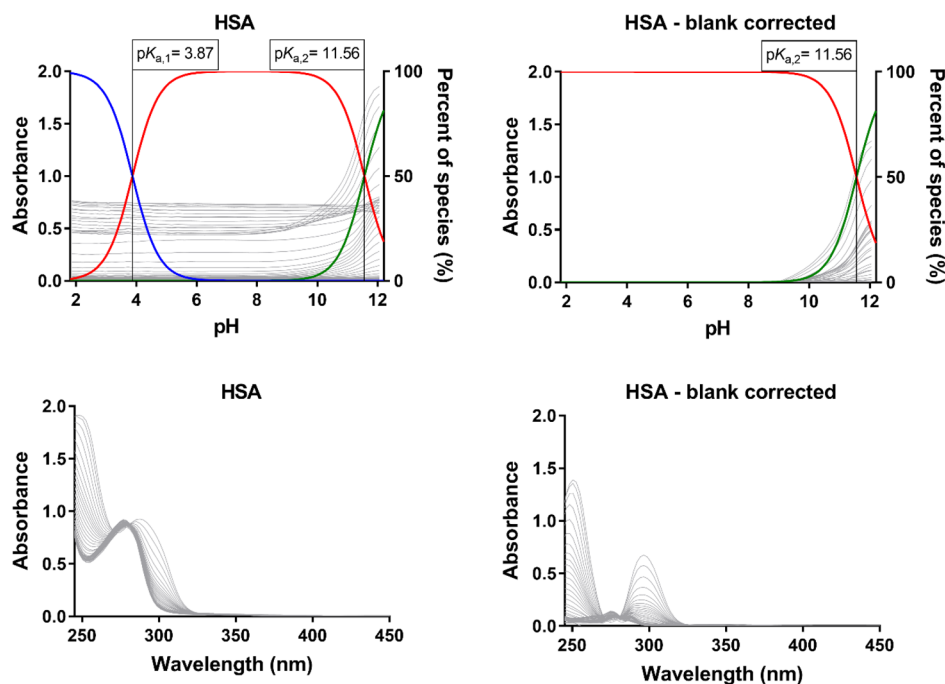 HSA
pKa,1= 3.87
pKa,2= 11.56
2.0
1.5
1.0
0.5
0.0
Absorbance
100
50
0
Percent of species (%)
2 4 6 8 10 12
pH
HSA - blank corrected
pKa,2= 11.56
2.0
1.5
1.0
0.5
0.0
Absorbance
100
50
0
Percent of species (%)
2 4 6 8 10 12
pH
HSA
2.0
1.5
1.0
0.5
0.0
Absorbance
250 300 350 400 450
Wavelength (nm)
HSA - blank corrected
2.0
1.5
1.0
0.5
0.0
Absorbance
250 300 350 400 450
Wavelength (nm)